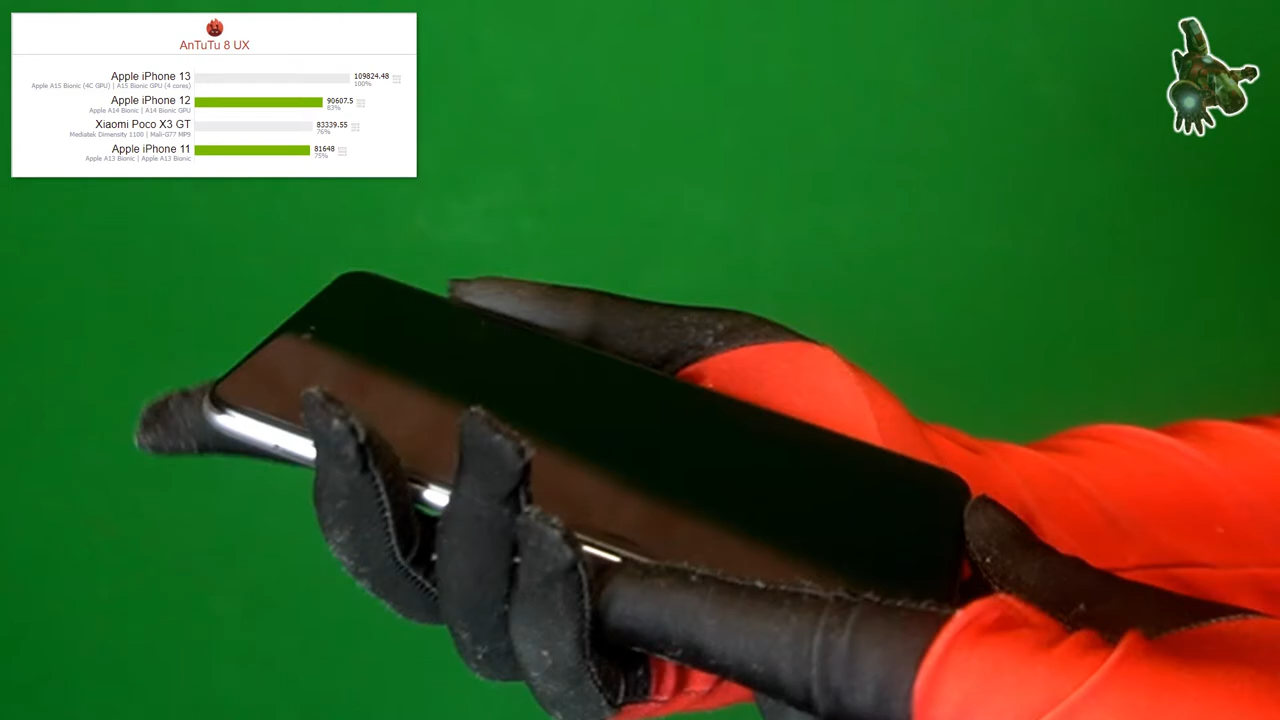 AnTuTu 8 UX
Apple iPhone 13 109824.48
Apple A15 Bionic (4C GPU) | A15 Bionic GPU (4 cores) 100%
Apple iPhone 12 90607.5
Apple A14 Bionic | A14 Bionic GPU 83%
Xiaomi Poco X3 GT 83339.55
Mediatek Dimensity 1100 | Mali-G77 MP9 76%
Apple iPhone 11 81648
Apple A13 Bionic | Apple A13 Bionic 75%